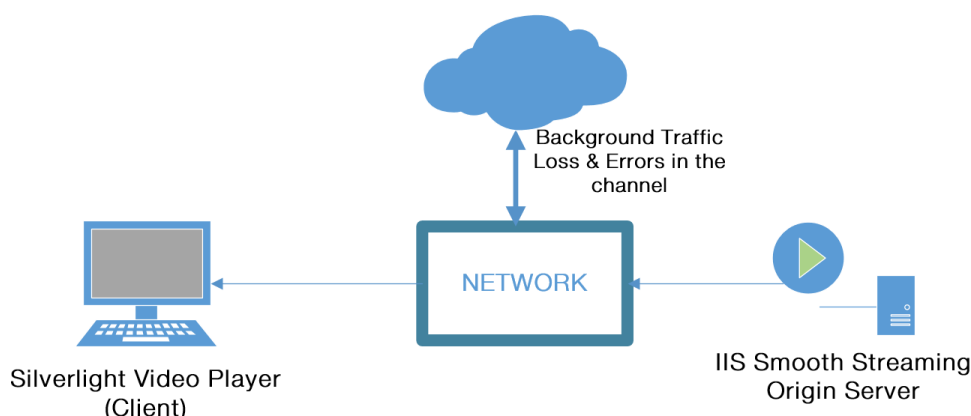 Background Traffic
Loss & Errors in the
channel
NETWORK
Silverlight Video Player
(Client)
IIS Smooth Streaming
Origin Server